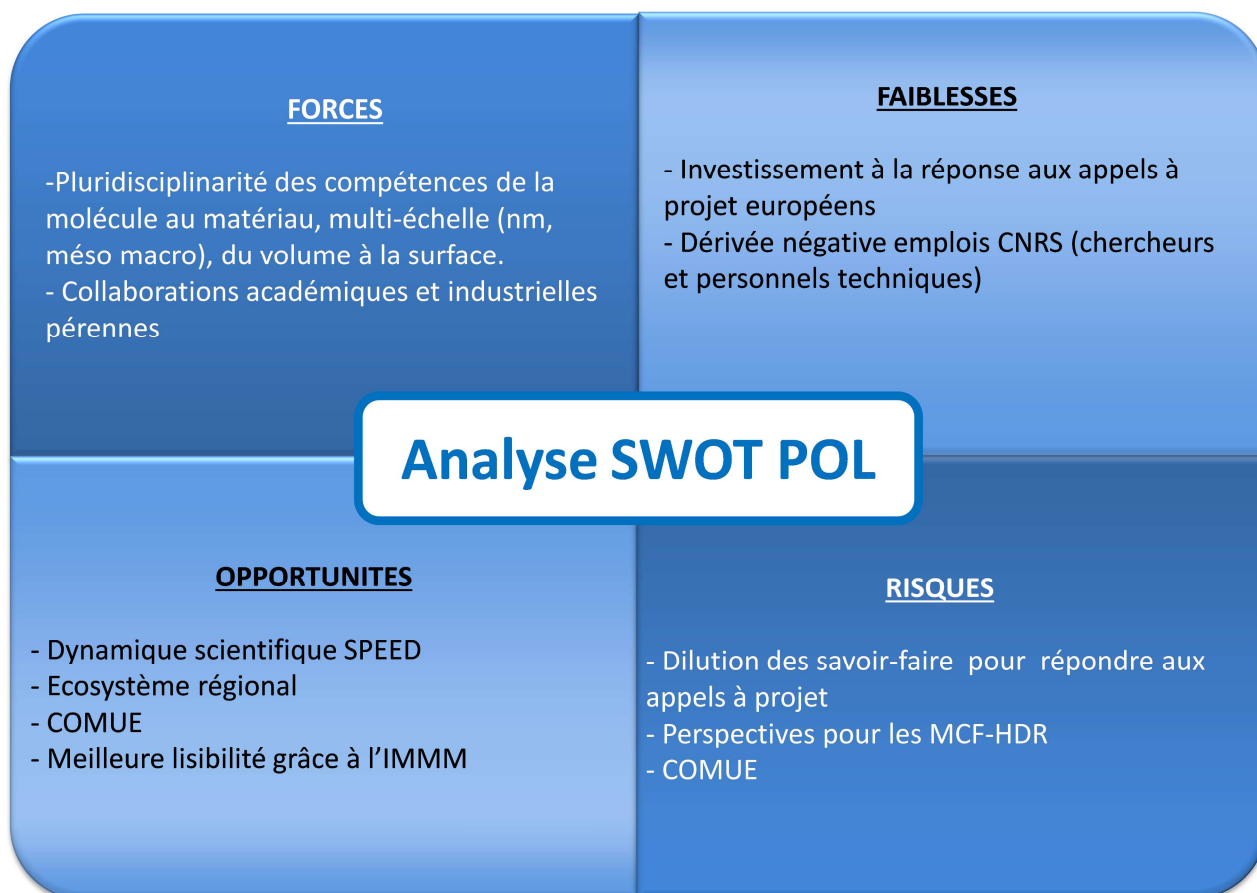 FORCES
-Pluridisciplinarité des compétences de la
molécule au matériau, multi-échelle (nm,
méso macro), du volume à la surface.
- Collaborations académiques et industrielles
pérennes
FAIBLESSES
- Investissement à la réponse aux appels à
projet européens
- Dérivée négative emplois CNRS (chercheurs
et personnels techniques)
Analyse SWOT POL
OPPORTUNITES
- Dynamique scientifique SPEED
- Ecosystème régional
- COMUE
- Meilleure lisibilité grâce à l’IMMM
RISQUES
- Dilution des savoir-faire pour répondre aux
appels à projet
- Perspectives pour les MCF-HDR
- COMUE